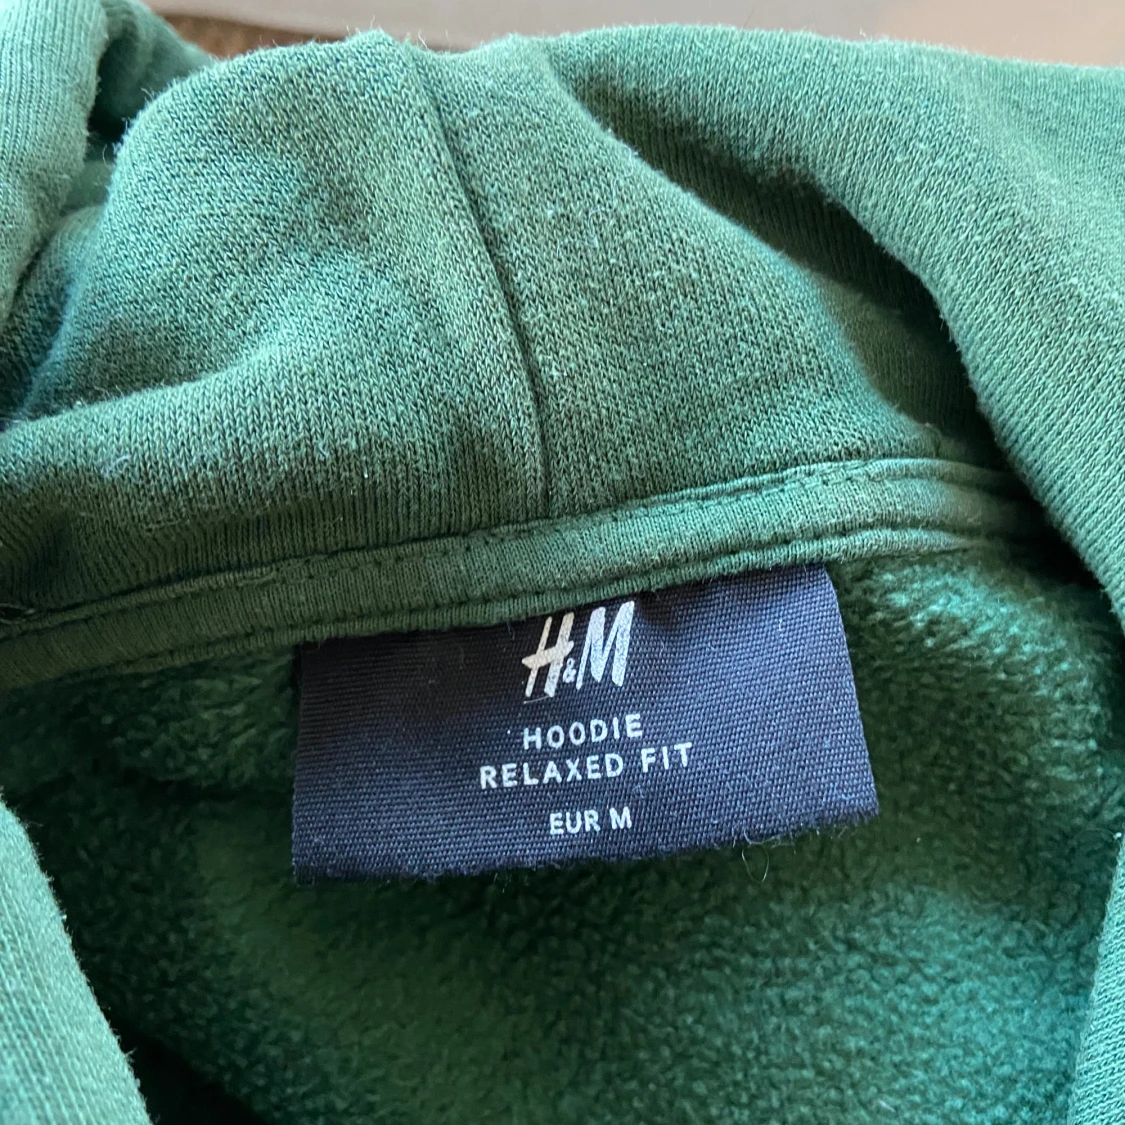 H&M
HOODIE
RELAXED FIT
EUR M